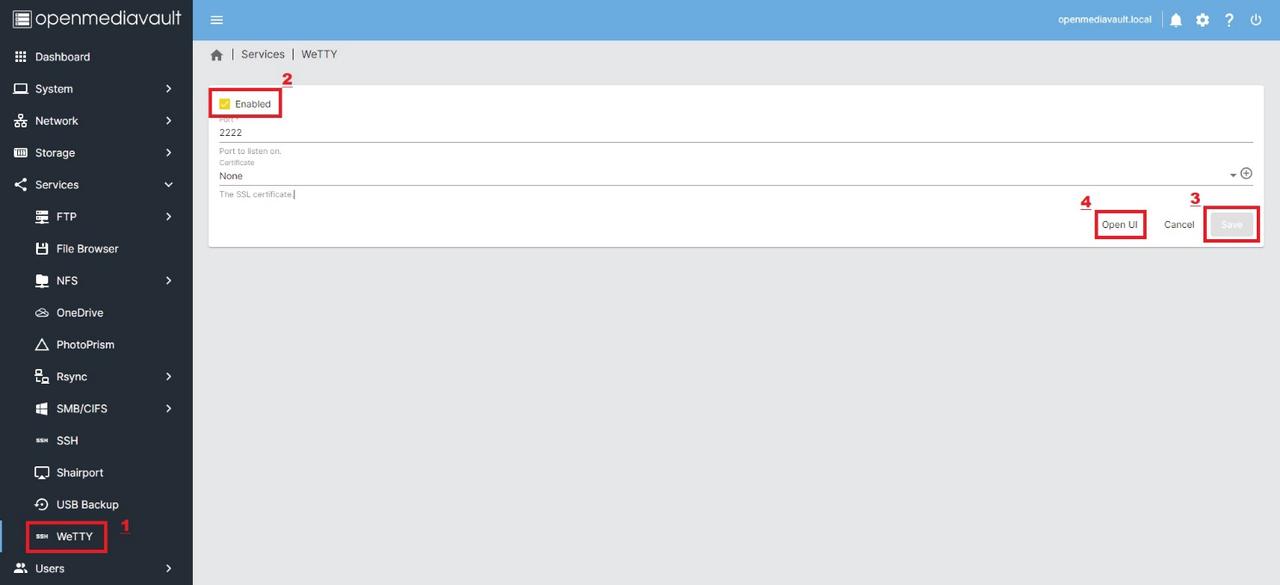 openmediavault
openmediavault.local
Dashboard
System
Network
Storage
Services
FTP
File Browser
NFS
OneDrive
PhotoPrism
Rsync
SMB/CIFS
SSH
SSH
Shairport
USB Backup
SSH WeTTY
1
Users
| Services | WeTTY
2
Enabled
Port *
2222
Port to listen on.
Certificate
None
The SSL certificate.
4
3
Open UI Cancel Save